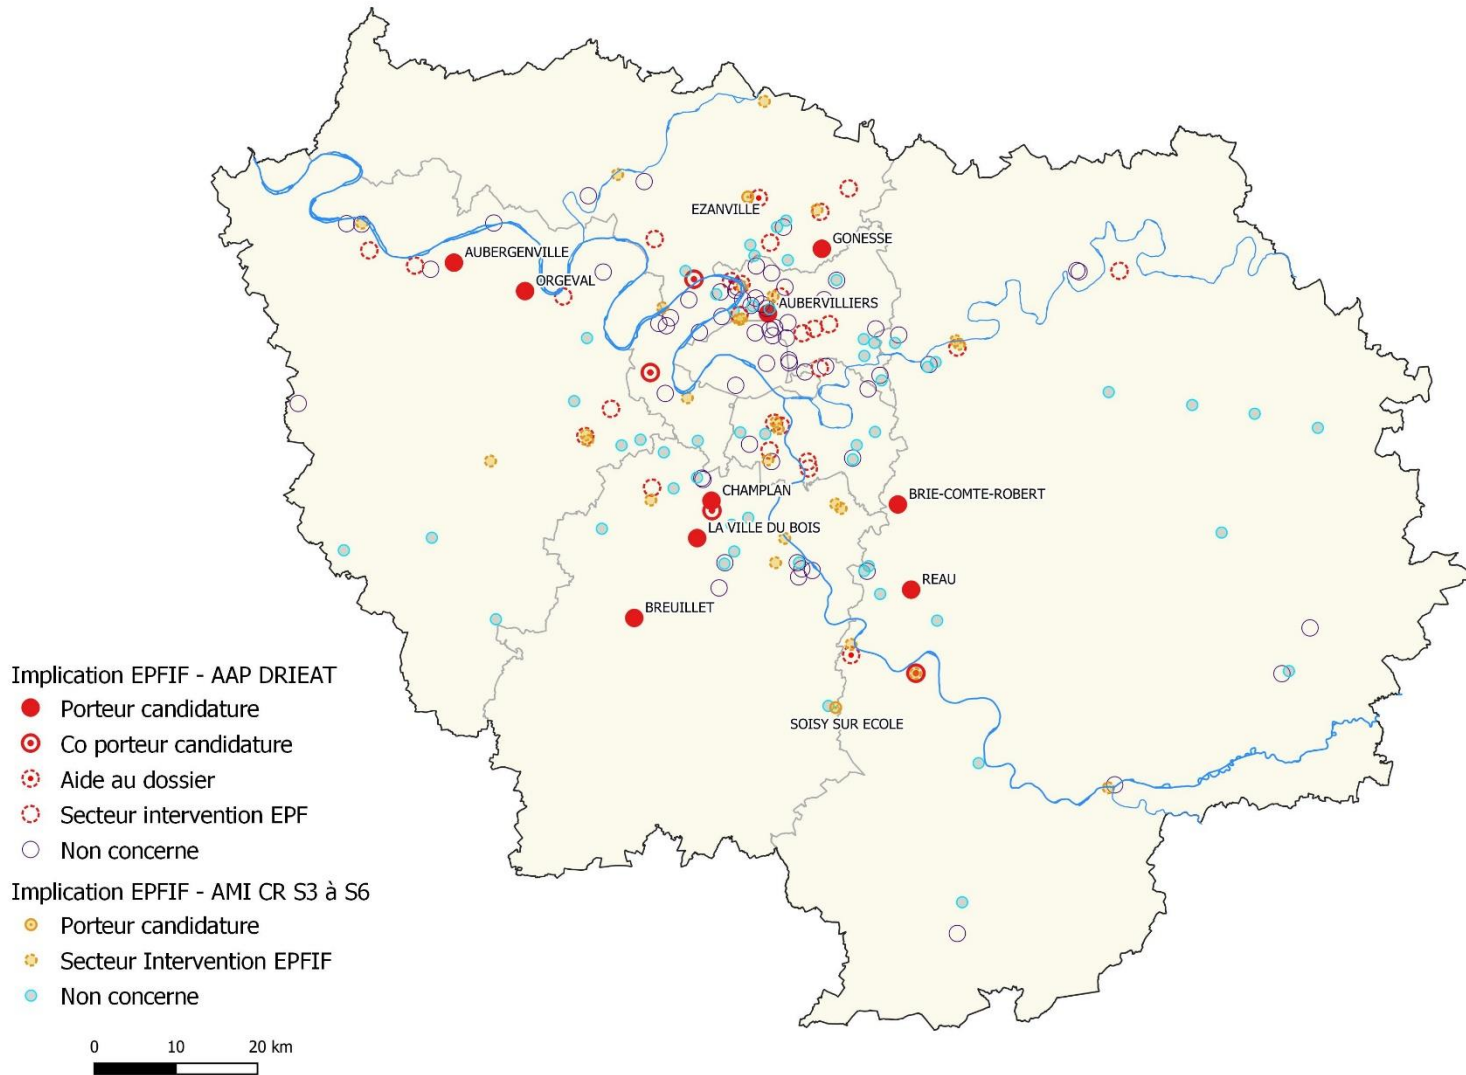 EZANVILLE
GONESSE
AUBERGENVILLE
ORGEVAL
AUBERVILLIERS
CHAMPLAN
BRIE-COMTE-ROBERT
LA VILLE DU BOIS
REAU
BREUILLET
SOISY SUR ECOLE
Implication EPFIF - AAP DRIEAT
Porteur candidature
Co porteur candidature
Aide au dossier
Secteur intervention EPF
Non concerne
Implication EPFIF - AMI CR S3 à S6
Porteur candidature
Secteur Intervention EPFIF
Non concerne
0 10 20 km